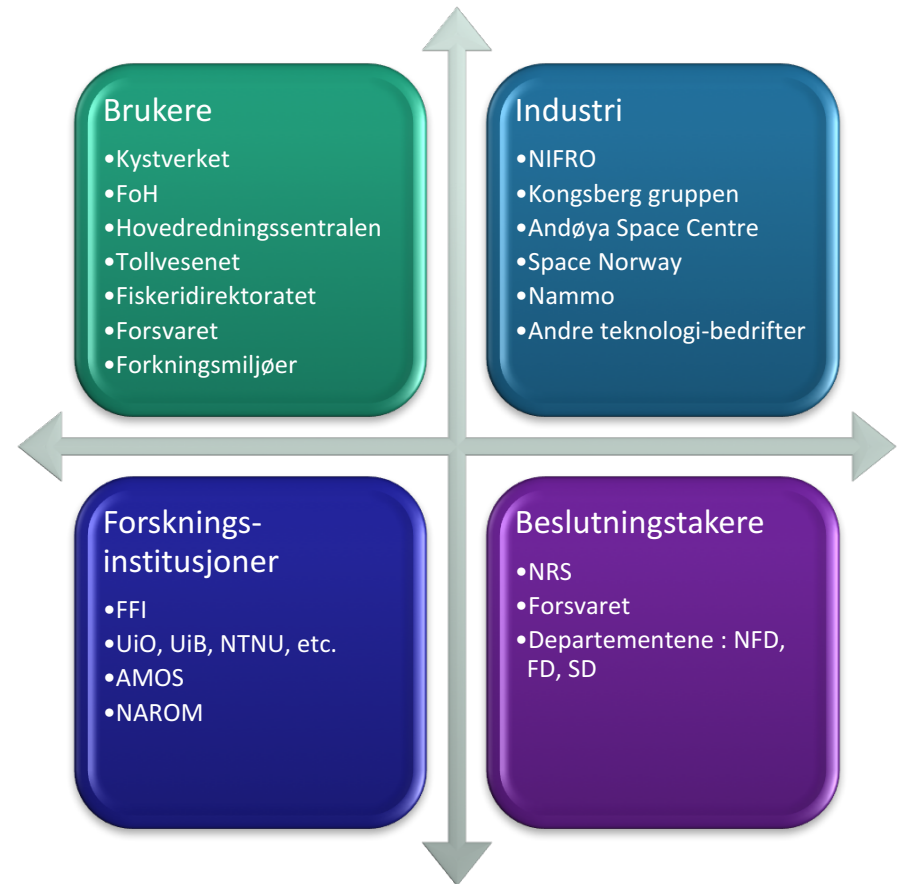 Brukere
•Kystverket
•FoH
•Hovedredningssentralen
•Tollvesenet
•Fiskeridirektoratet
•Forsvaret
•Forkningsmiljøer
Industri
•NIFRO
•Kongsberg gruppen
•Andøya Space Centre
•Space Norway
•Nammo
•Andre teknologi-bedrifter
Forsknings-
institusjoner
•FFI
•UiO, UiB, NTNU, etc.
•AMOS
•NAROM
Beslutningstakere
•NRS
•Forsvaret
•Departementene : NFD,
FD, SD